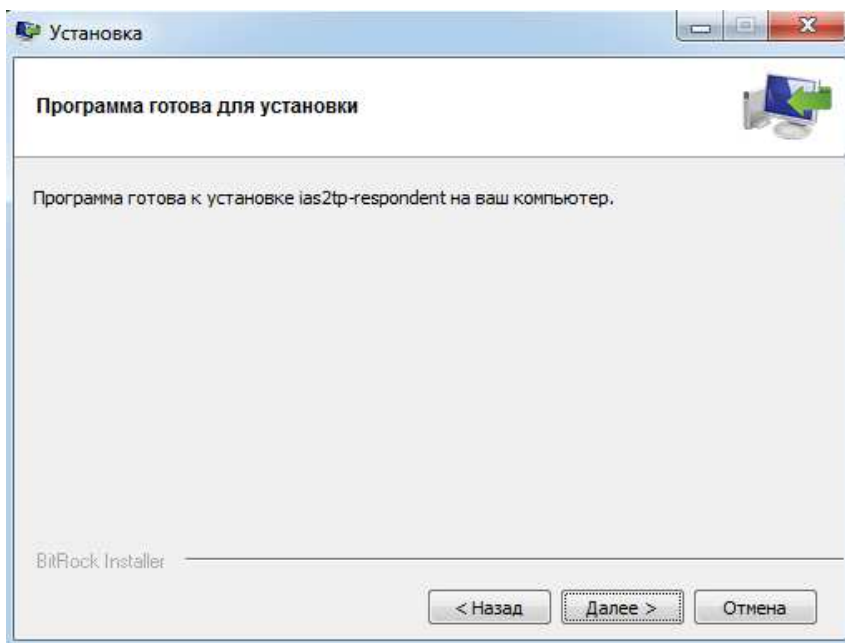 Установка
Программа готова для установки
Программа готова к установке ias2tp-respondent на ваш компьютер.
BitRock Installer
< Назад
Далее >
Отмена